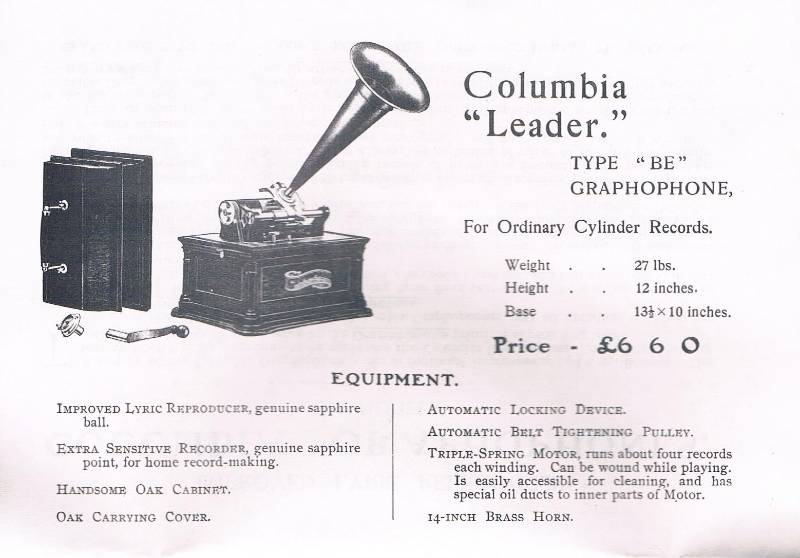 Columbia
“Leader.”
TYPE “BE”
GRAPHOPHONE,
For Ordinary Cylinder Records.
Weight . . 27 lbs.
Height . . 12 inches.
Base . . 13½ × 10 inches.
Price - £6 6 0
EQUIPMENT.
IMPROVED LYRIC REPRODUCER, genuine sapphire
ball.
EXTRA SENSITIVE RECORDER, genuine sapphire
point, for home record-making.
HANDSOME OAK CABINET.
OAK CARRYING COVER.
AUTOMATIC LOCKING DEVICE.
AUTOMATIC BELT TIGHTENING PULLEY.
TRIPLE-SPRING MOTOR, runs about four records
each winding. Can be wound while playing.
Is easily accessible for cleaning, and has
special oil ducts to inner parts of Motor.
14-INCH BRASS HORN.